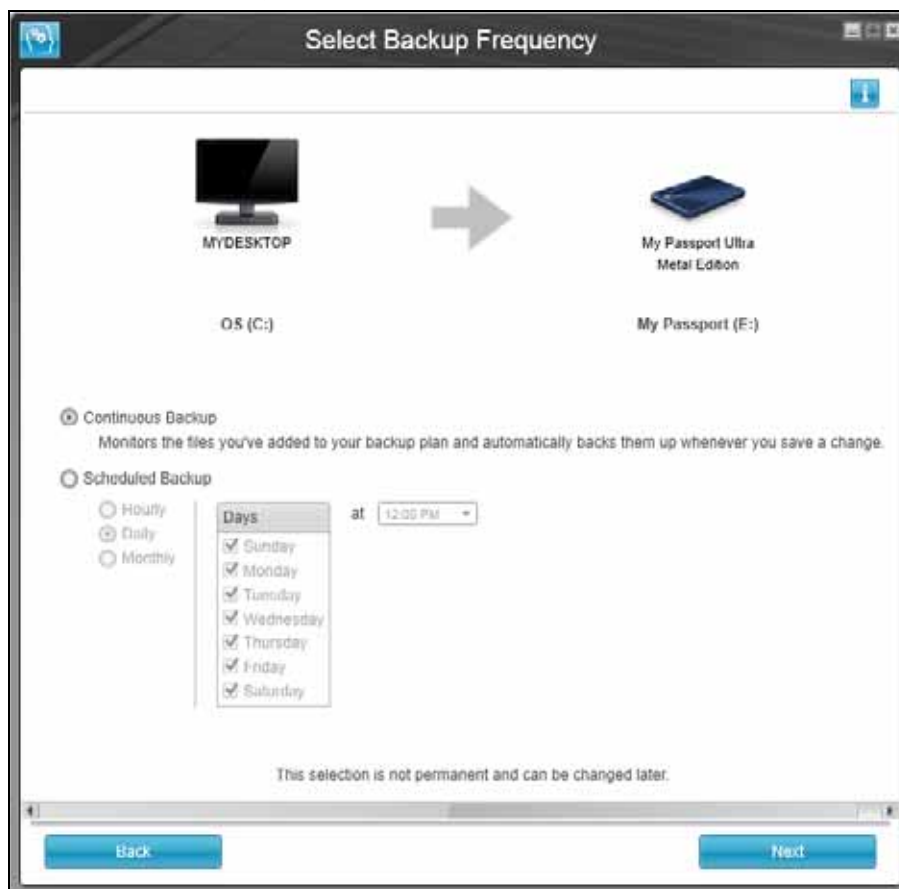 Select Backup Frequency
MYDESKTOP
My Passport Ultra
Metal Edition
OS (C:)
My Passport (E:)
Continuous Backup
Monitors the files you've added to your backup plan and automatically backs them up whenever you save a change.
Scheduled Backup
Hourly
Daily
Monthly
Days
Sunday
Monday
Tuesday
Wednesday
Thursday
Friday
Saturday
at
12:00 PM
This selection is not permanent and can be changed later.
Back
Next